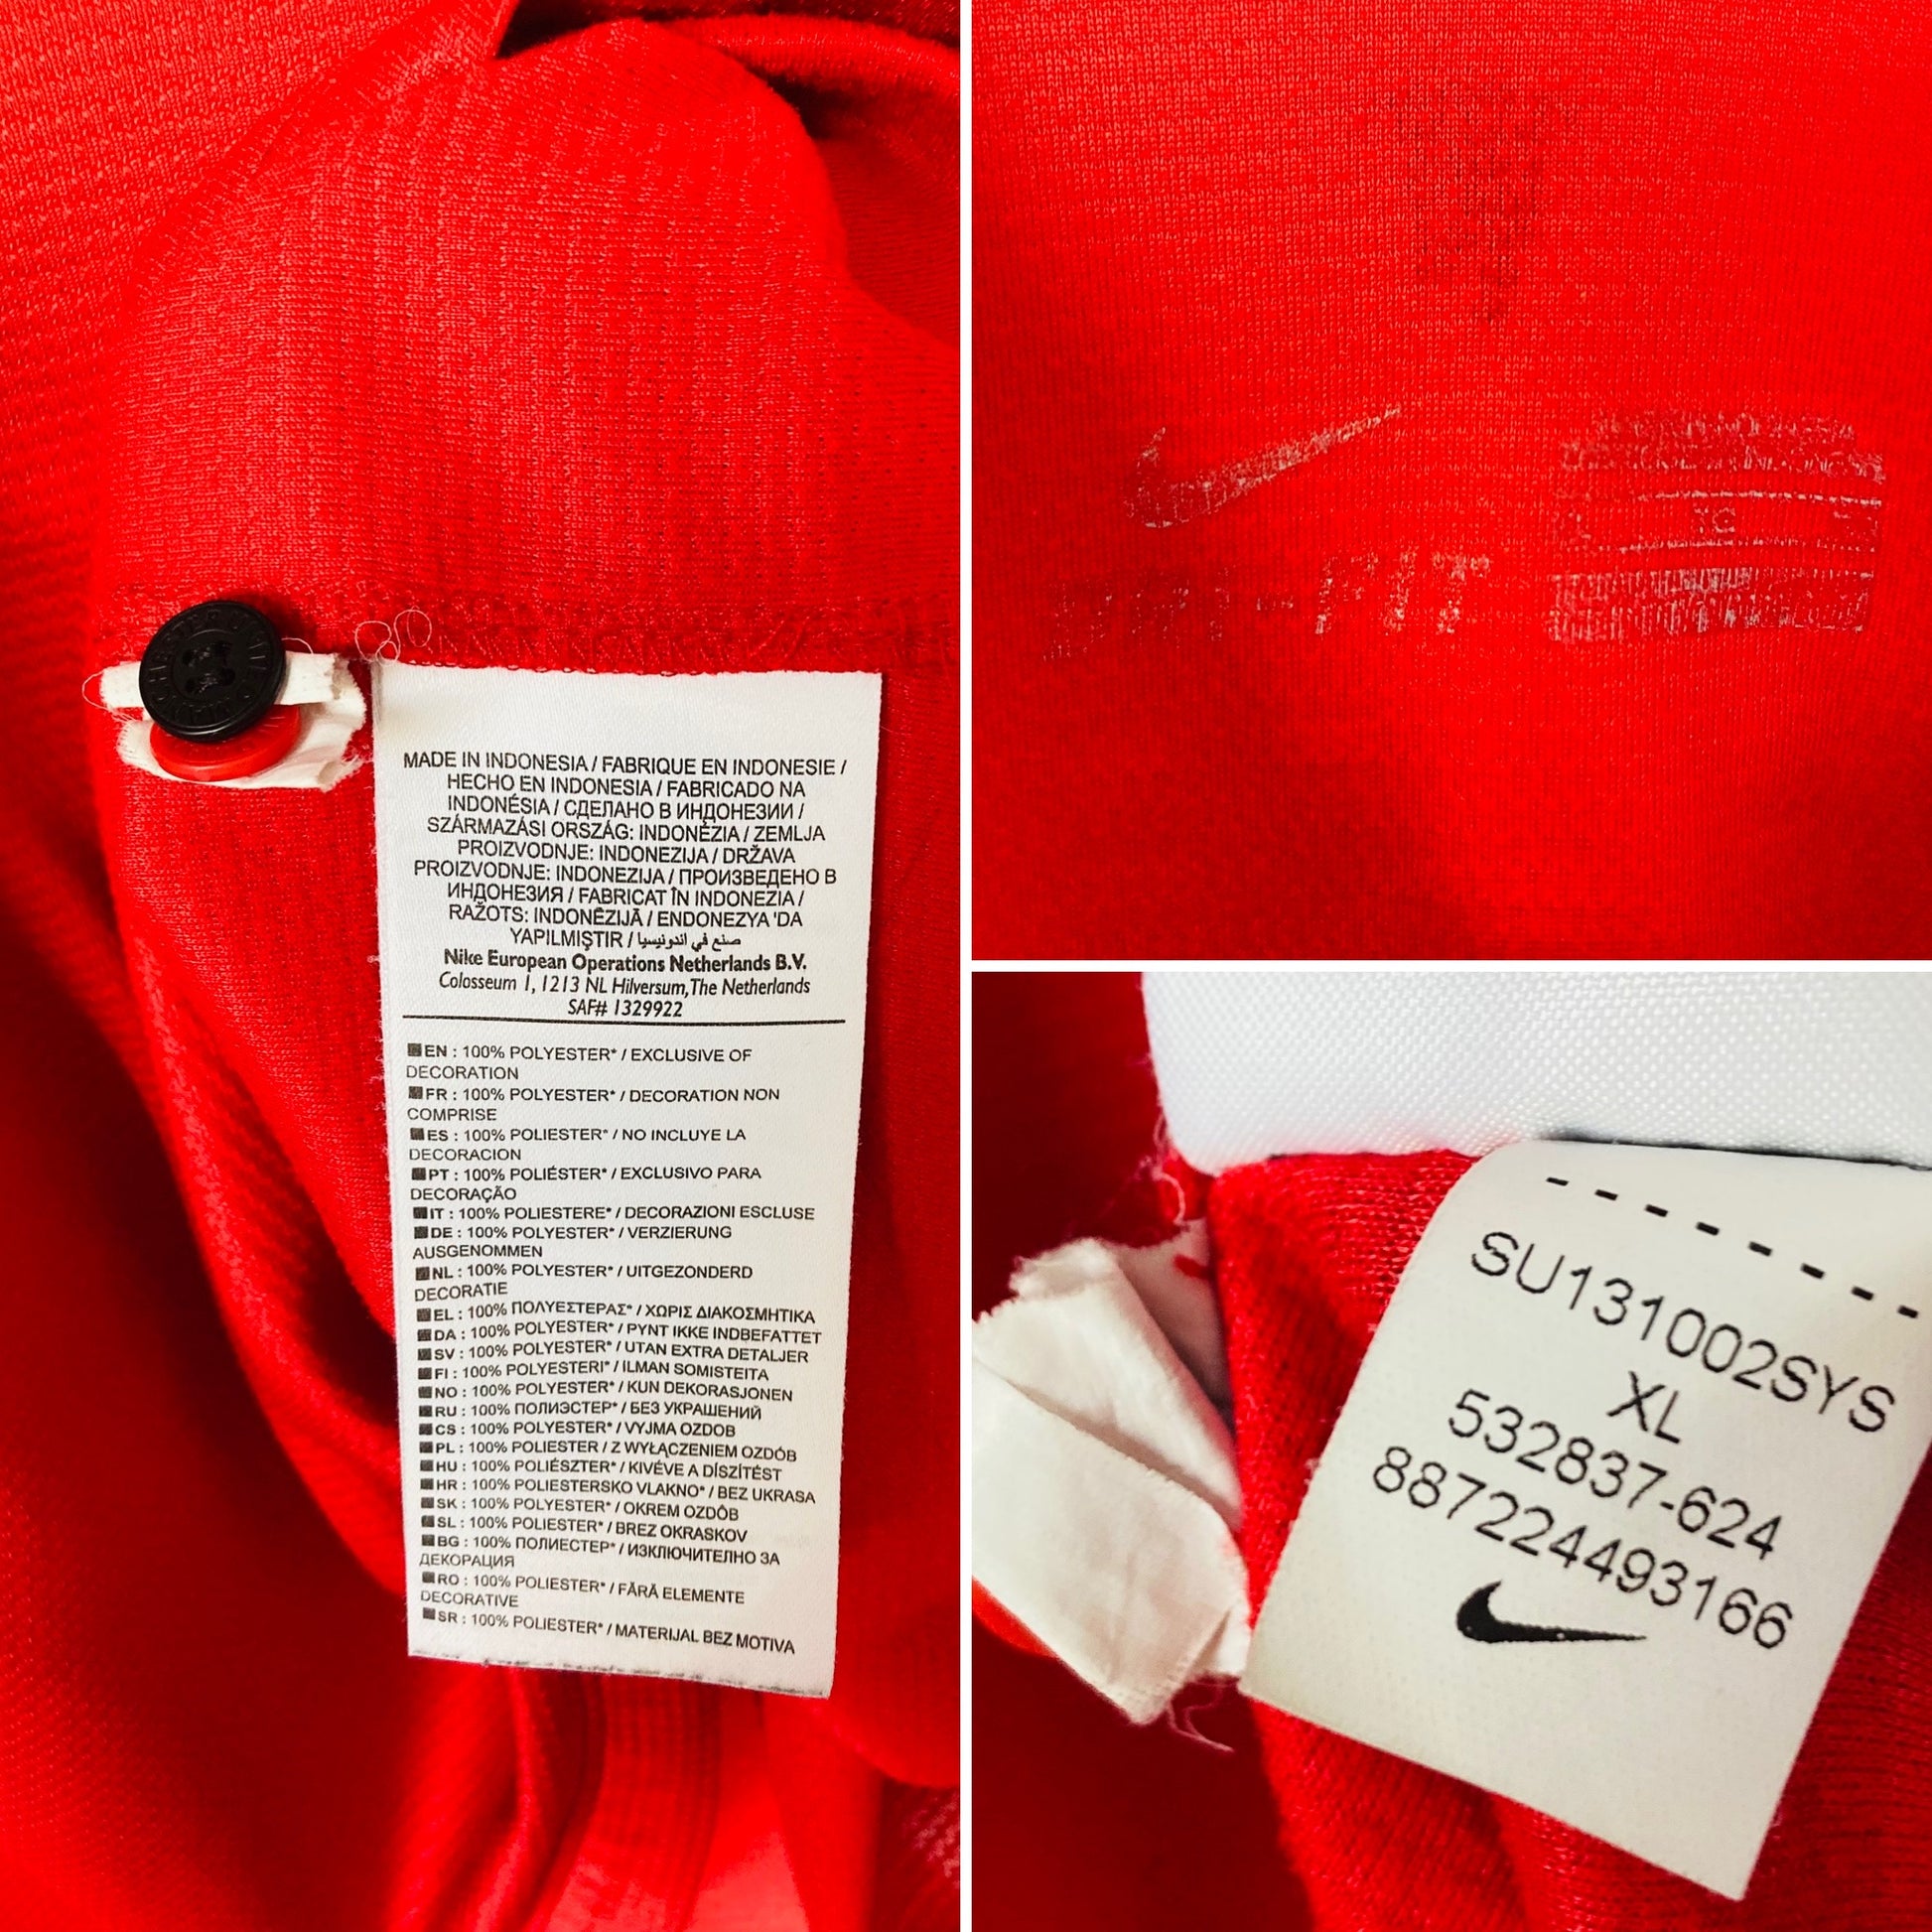 MADE IN INDONESIA / FABRIQUE EN INDONESIE /
HECHO EN INDONESIA / FABRICADO NA
INDONÉSIA / СДЕЛАНО В ИНДОНЕЗИИ /
SZÁRMAZÁSI ORSZÁG: INDONÉZIA / ZEMLJA
PROIZVODNJE: INDONEZIJA / DRŽAVA
PROIZVODNJE: INDONEZIJA / ПРОИЗВЕДЕНО В
ИНДОНЕЗИЯ / FABRICAT ÎN INDONEZIA /
RAŽOTS: INDONĒZIJĀ / ENDONEZYA 'DA
YAPILMIŞTIR / صنع في اندونيسيا
Nike European Operations Netherlands B.V.
Colosseum 1, 1213 NL Hilversum, The Netherlands
SAF# 1329922
EN : 100% POLYESTER* / EXCLUSIVE OF
DECORATION
FR : 100% POLYESTER* / DECORATION NON
COMPRISE
ES : 100% POLIESTER* / NO INCLUYE LA
DECORACION
PT : 100% POLIÉSTER* / EXCLUSIVO PARA
DECORAÇÃO
IT : 100% POLIESTERE* / DECORAZIONI ESCLUSE
DE : 100% POLYESTER* / VERZIERUNG
AUSGENOMMEN
NL : 100% POLYESTER* / UITGEZONDERD
DECORATIE
EL : 100% ΠΟΛΥΕΣΤΕΡΑΣ* / ΧΩΡΙΣ ΔΙΑΚΟΣΜΗΤΙΚΑ
DA : 100% POLYESTER* / PYNT IKKE INDBEFATTET
SV : 100% POLYESTER* / UTAN EXTRA DETALJER
FI : 100% POLYESTERI* / ILMAN SOMISTEITA
NO : 100% POLYESTER* / KUN DEKORASJONEN
RU : 100% ПОЛИЭСТЕР* / БЕЗ УКРАШЕНИЙ
CS : 100% POLYESTER* / VYJMA OZDOB
PL : 100% POLIESTER / Z WYŁĄCZENIEM OZDÓB
HU : 100% POLIÉSZTER* / KIVÉVE A DÍSZÍTÉST
HR : 100% POLIESTERSKO VLAKNO* / BEZ UKRASA
SK : 100% POLYESTER* / OKREM OZDÔB
SL : 100% POLIESTER* / BREZ OKRASKOV
BG : 100% ПОЛИЕСТЕР* / ИЗКЛЮЧИТЕЛНО ЗА
ДЕКОРАЦИЯ
RO : 100% POLIESTER* / FĂRĂ ELEMENTE
DECORATIVE
SR : 100% POLIESTER* / MATERIJAL BEZ MOTIVA
DRI-FIT
SU131002SYS
XL
532837-624
887224493166